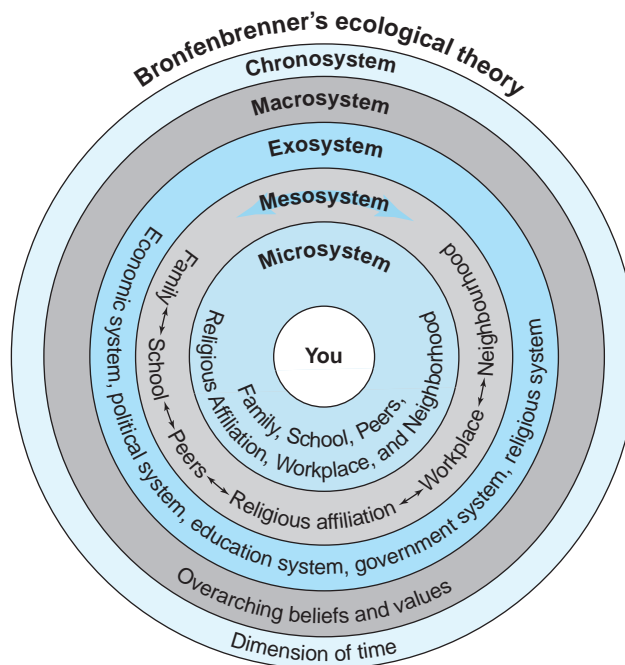 Bronfenbrenner's ecological theory
Chronosystem
Macrosystem
Exosystem
Mesosystem
Microsystem
You
Family, School, Peers,
Religious Affiliation, Workplace, and Neighborhood
Family
School
Peers
Religious affiliation
Workplace
Neighbourhood
Economic system, political system, education system, government system, religious system
Overarching beliefs and values
Dimension of time